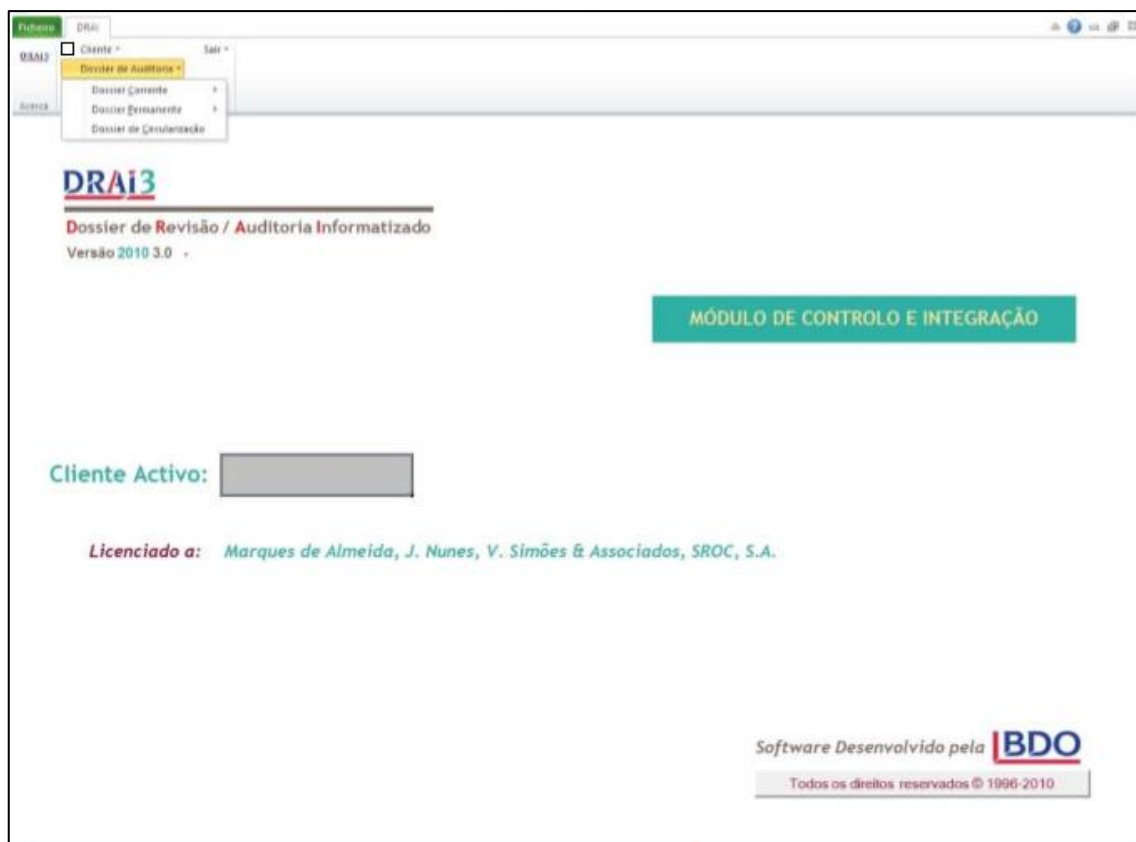 Ficheiro DRAi
DRAi3 Cliente Sair
Dossier de Auditoria
Dossier Corrente
Dossier Permanente
Acerca
Dossier de Circularização
DRAi3
Dossier de Revisão / Auditoria Informatizado
Versão 2010 3.0
MÓDULO DE CONTROLO E INTEGRAÇÃO
Cliente Activo:
Licenciado a: Marques de Almeida, J. Nunes, V. Simões & Associados, SROC, S.A.
Software Desenvolvido pela BDO
Todos os direitos reservados © 1996-2010